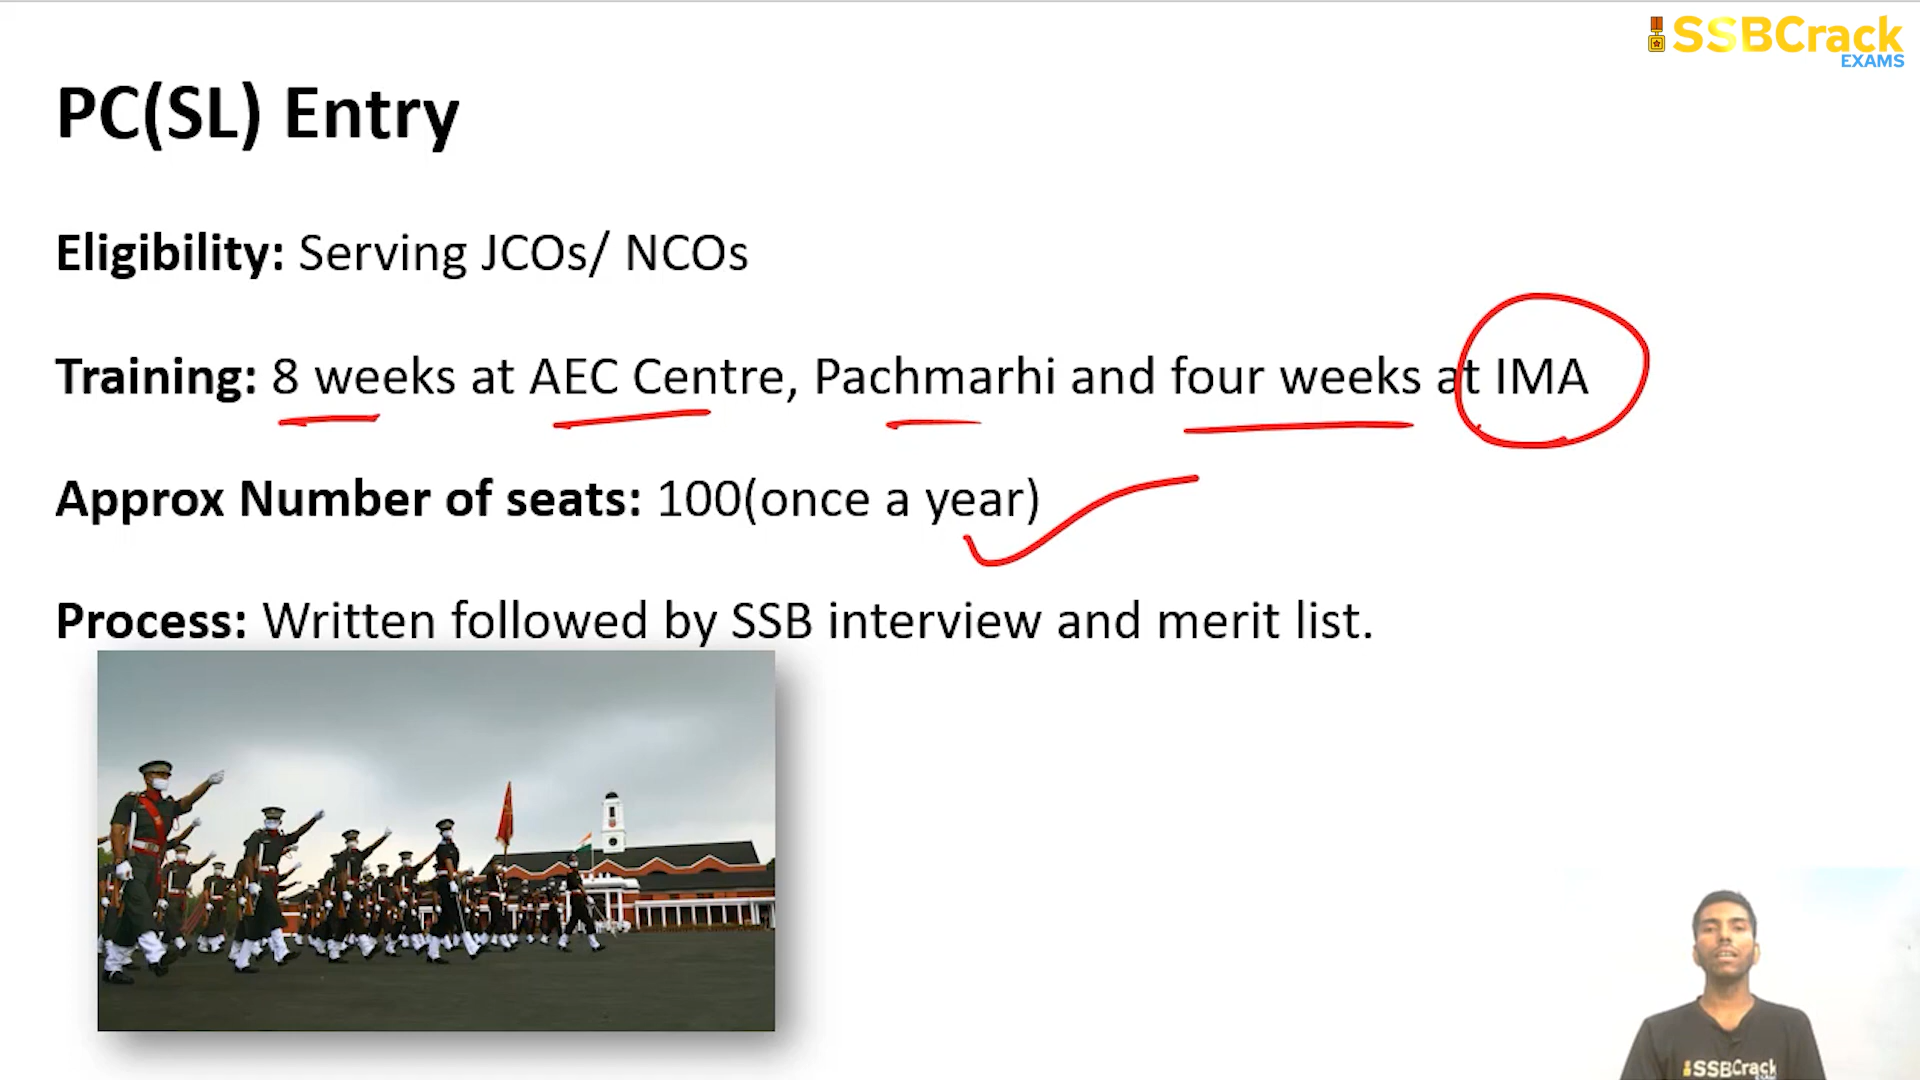 SSBCrack
EXAMS
PC(SL) Entry
Eligibility: Serving JCOs/ NCOs
Training: 8 weeks at AEC Centre, Pachmarhi and four weeks at IMA
Approx Number of seats: 100(once a year)
Process: Written followed by SSB interview and merit list.
SSBCrack